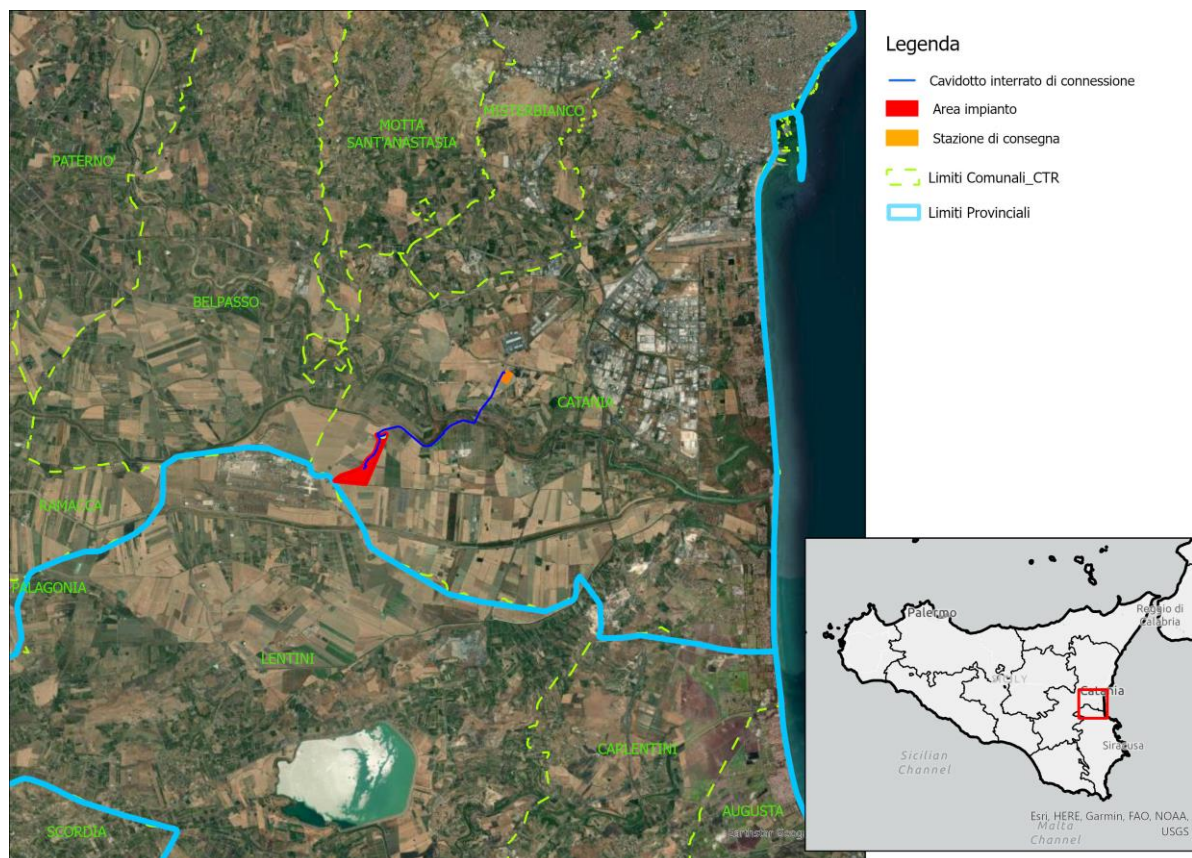 Legenda
Cavidotto interrato di connessione
Area impianto
Stazione di consegna
Limiti Comunali_CTR
Limiti Provinciali
MISTERBIANCO
MOTTA
SANT'ANASTASIA
PATERNO'
BELPASSO
CATANIA
RAMACCA
PALAGONIA
LENTINI
CARLENTINI
AUGUSTA
SCORDIA
Palermo
Reggio di
Calabria
SICILY
Catania
Sicilian
Channel
Siracusa
Malta
Channel
Esri, HERE, Garmin, FAO, NOAA,
USGS